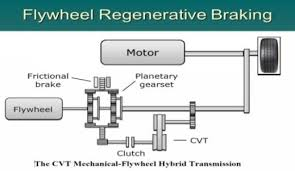 Flywheel Regenerative Braking
Motor
Frictional
brake
Planetary
gearset
Flywheel
CVT
Clutch
The CVT Mechanical-Flywheel Hybrid Transmission